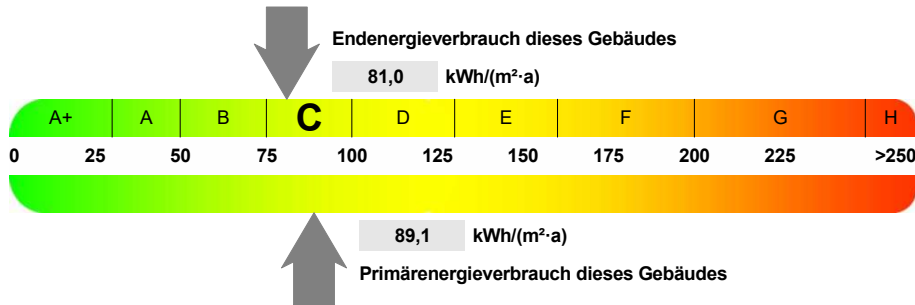 Endenergieverbrauch dieses Gebäudes
81,0 kWh/(m²·a)
A+ A B C D E F G H
0 25 50 75 100 125 150 175 200 225 >250
89,1 kWh/(m²·a)
Primärenergieverbrauch dieses Gebäudes